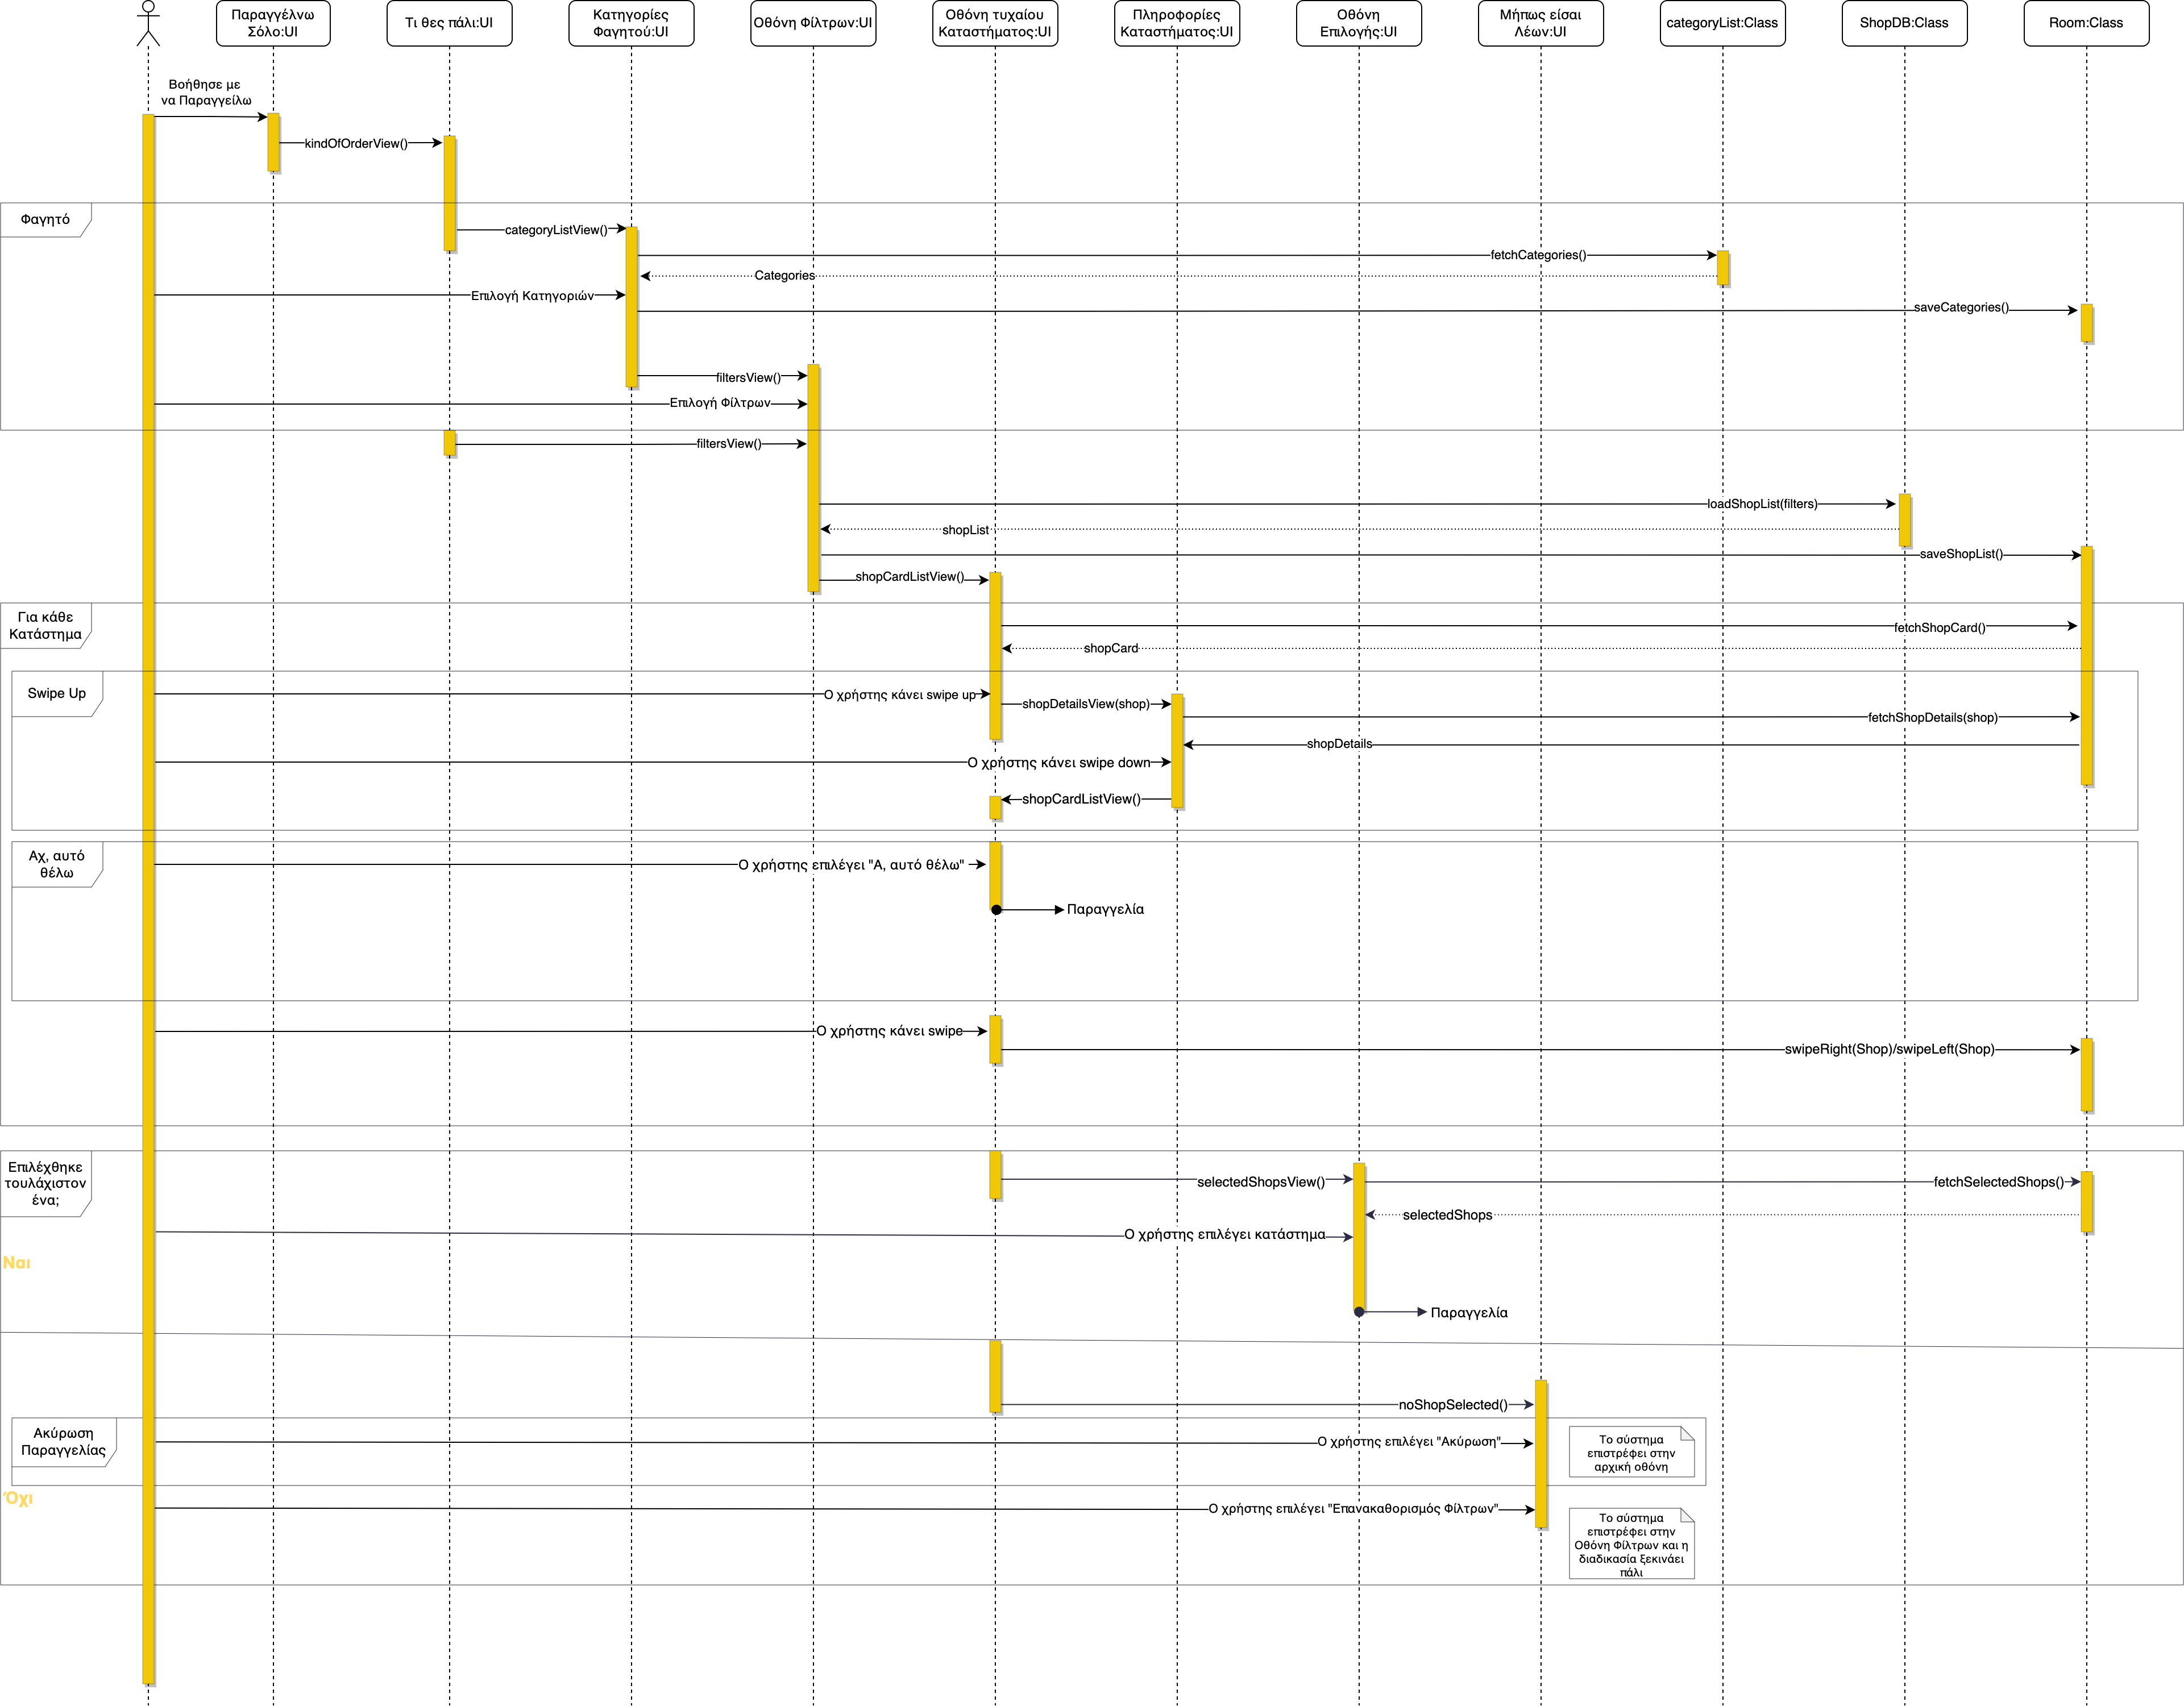 Παραγγέλνω
Σόλο:UI
Τι θες πάλι:UI
Κατηγορίες
Φαγητού:UI
Οθόνη Φίλτρων:UI
Οθόνη τυχαίου
Καταστήματος:UI
Πληροφορίες
Καταστήματος:UI
Οθόνη
Επιλογής:UI
Μήπως είσαι
Λέων:UI
categoryList:Class
ShopDB:Class
Room:Class
Βοήθησε με
να Παραγγείλω
kindOfOrderView()
Φαγητό
categoryListView()
fetchCategories()
Categories
Επιλογή Κατηγοριών
saveCategories()
filtersView()
Επιλογή Φίλτρων
filtersView()
loadShopList(filters)
shopList
saveShopList()
shopCardListView()
Για κάθε
Κατάστημα
fetchShopCard()
shopCard
Swipe Up
Ο χρήστης κάνει swipe up
shopDetailsView(shop)
fetchShopDetails(shop)
shopDetails
Ο χρήστης κάνει swipe down
shopCardListView()
Αχ, αυτό
θέλω
Ο χρήστης επιλέγει "Α, αυτό θέλω"
Παραγγελία
Ο χρήστης κάνει swipe
swipeRight(Shop)/swipeLeft(Shop)
Επιλέχθηκε
τουλάχιστον
ένα;
selectedShopsView()
fetchSelectedShops()
selectedShops
Ο χρήστης επιλέγει κατάστημα
Ναι
Παραγγελία
noShopSelected()
Ακύρωση
Παραγγελίας
Ο χρήστης επιλέγει "Ακύρωση"
Το σύστημα
επιστρέφει στην
αρχική οθόνη
Όχι
Ο χρήστης επιλέγει "Επανακαθορισμός Φίλτρων"
Το σύστημα
επιστρέφει στην
Οθόνη Φίλτρων και η
διαδικασία ξεκινάει
πάλι